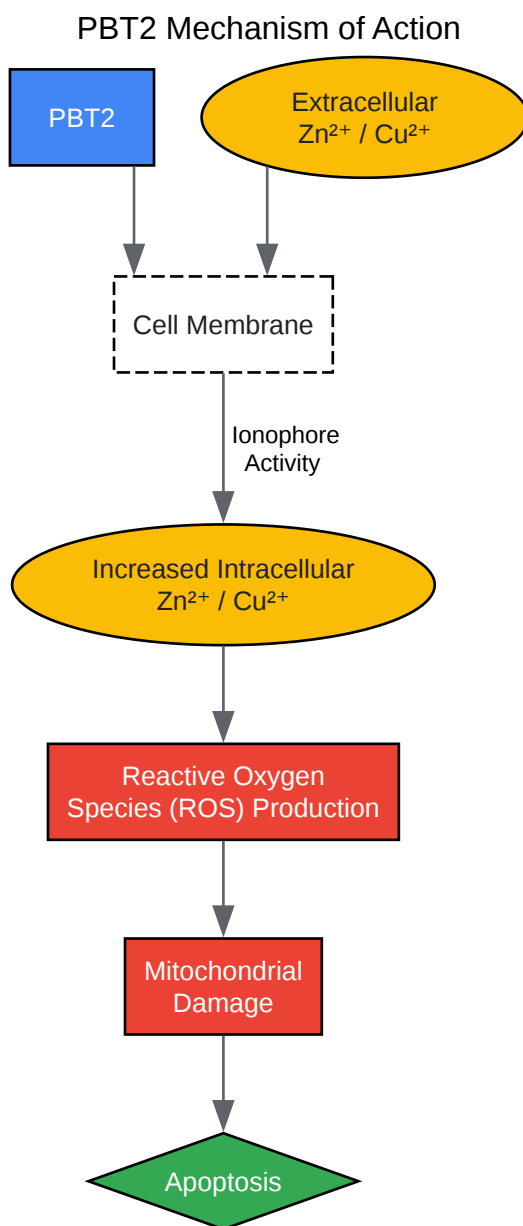 PBT2 Mechanism of Action
PBT2
Extracellular
Zn²⁺ / Cu²⁺
Cell Membrane
Ionophore
Activity
Increased Intracellular
Zn²⁺ / Cu²⁺
Reactive Oxygen
Species (ROS) Production
Mitochondrial
Damage
Apoptosis